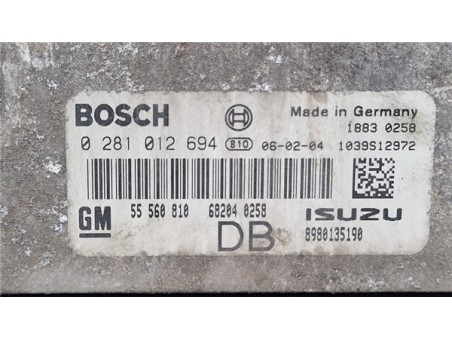 BOSCH Made in Germany
1883 0258
0 281 012 694 810 06-02-04 1039S12972
GM 55 560 810 68204 0258 ISUZU
DB 8980135190